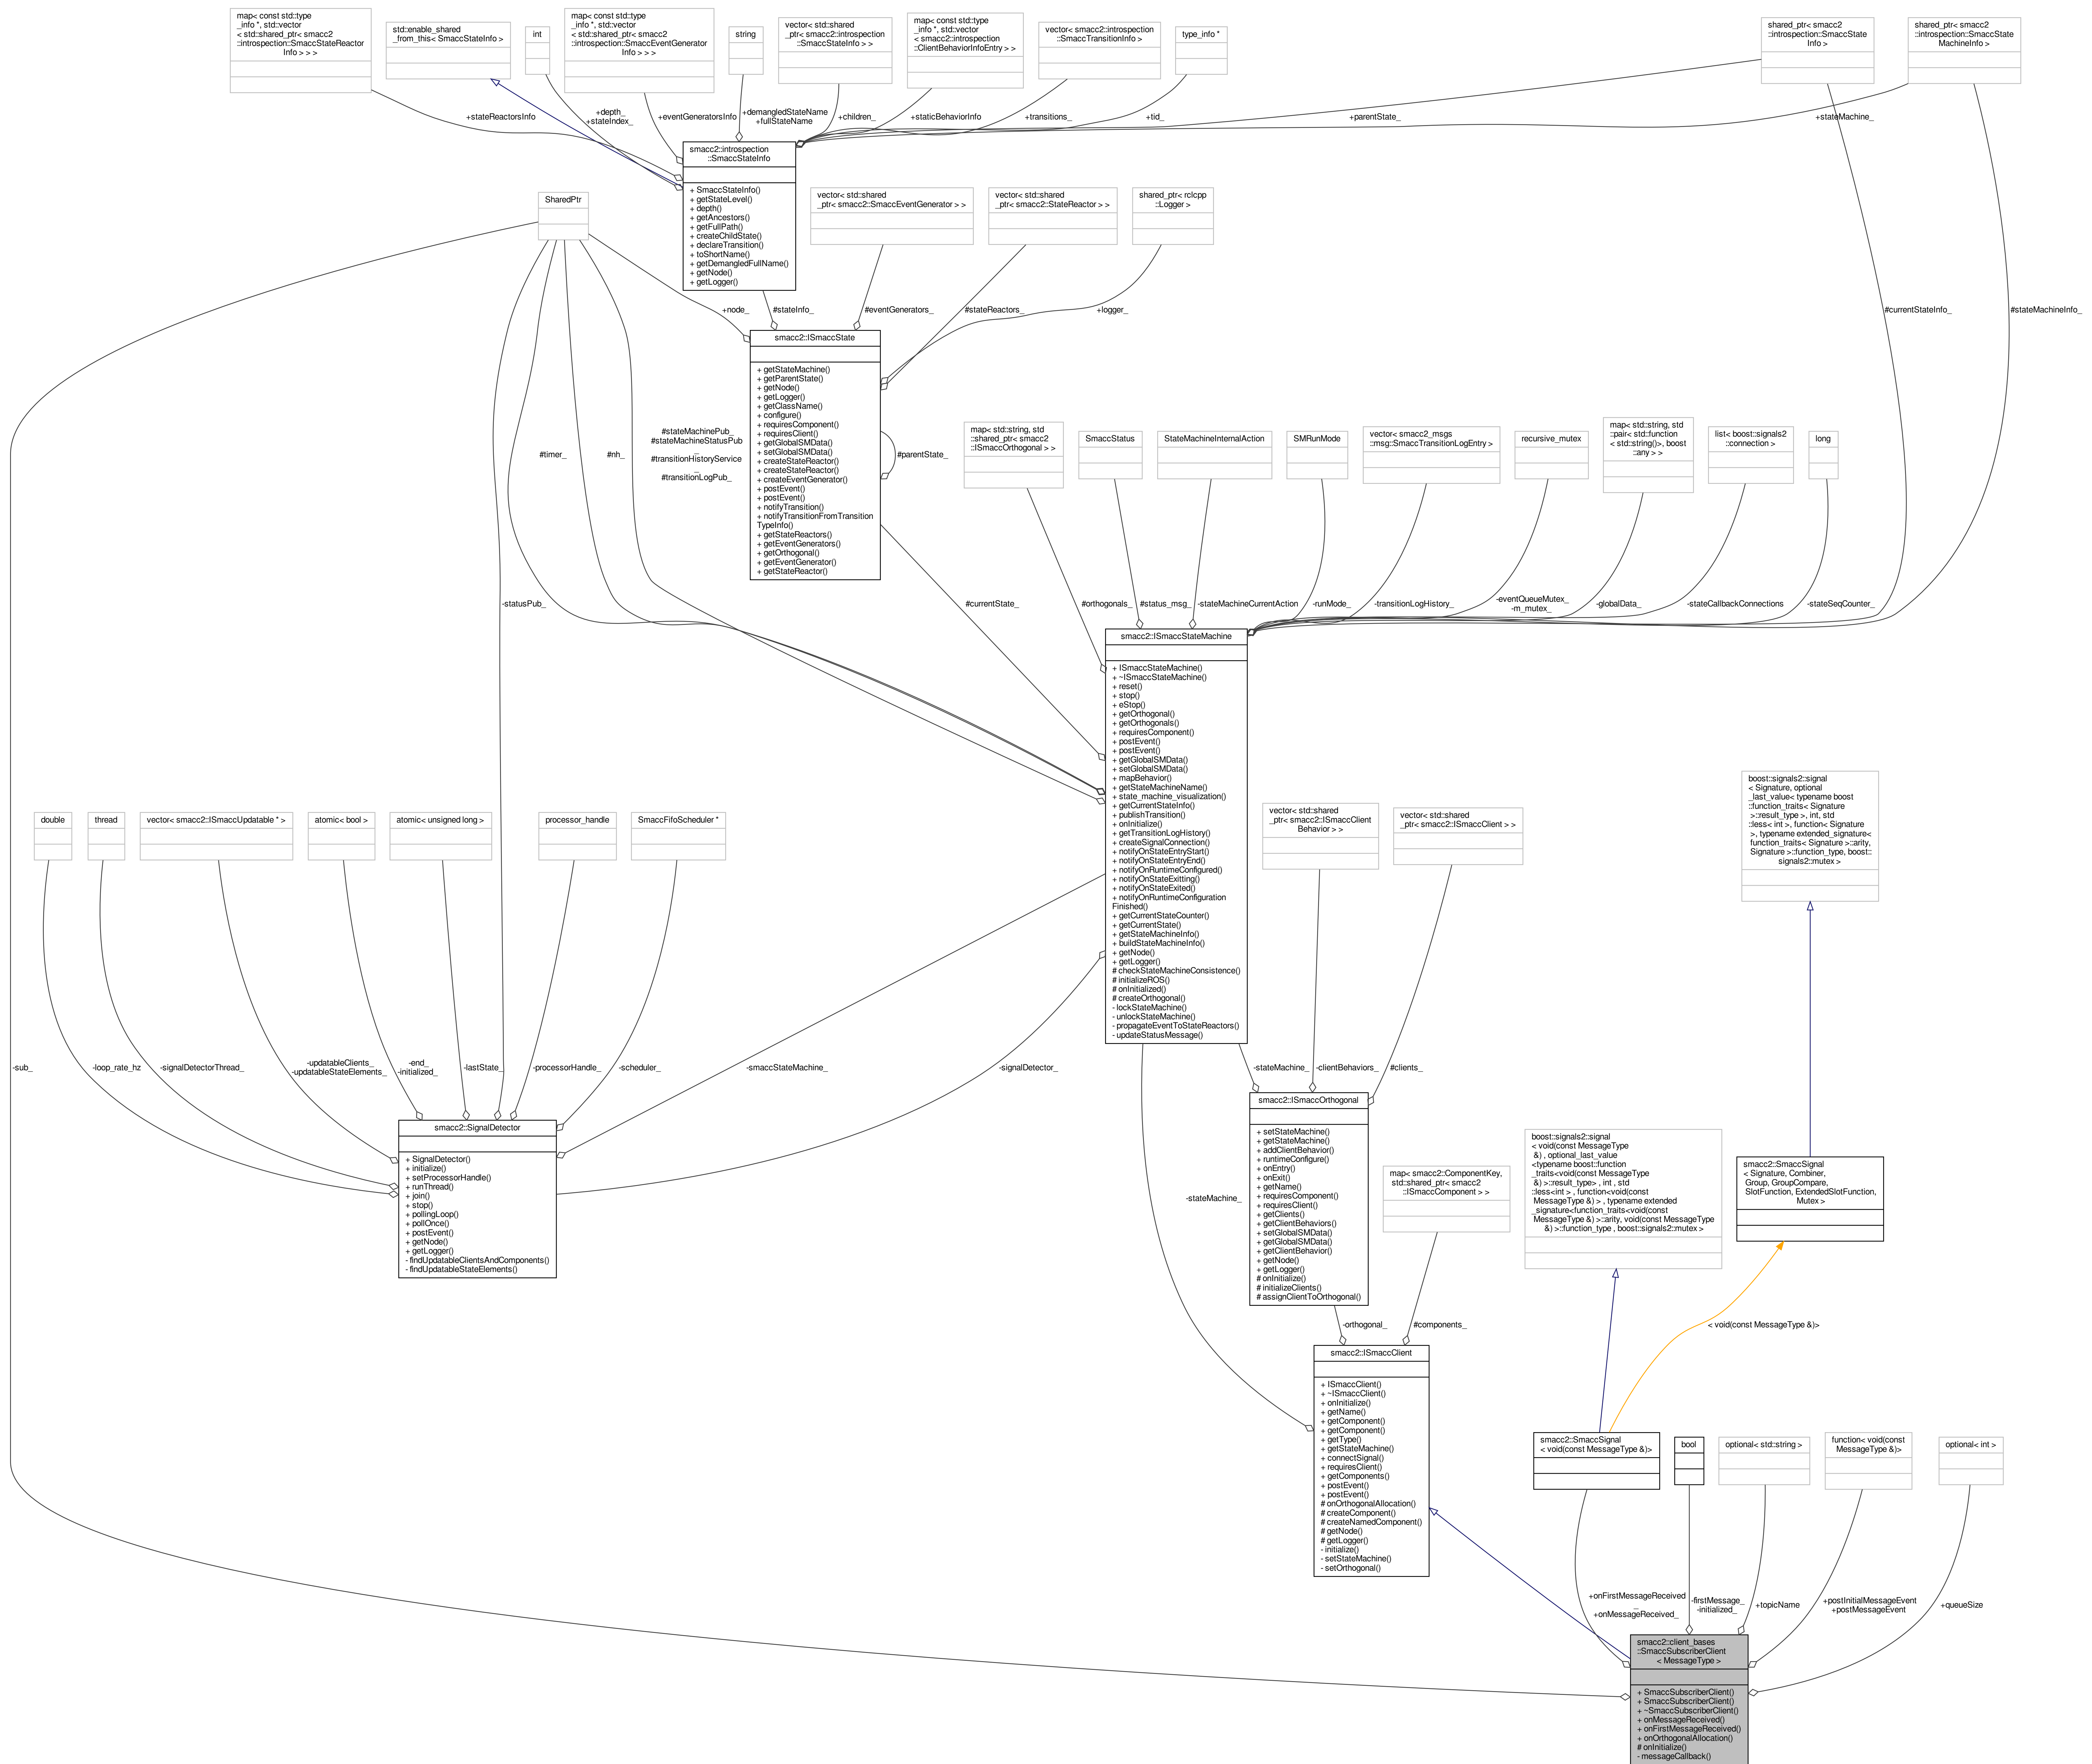 map< const std::type
_info *, std::vector
< std::shared_ptr< smacc2
::introspection::SmaccStateReactor
Info > > >
std::enable_shared
_from_this< SmaccStateInfo >
int
map< const std::type
_info *, std::vector
< std::shared_ptr< smacc2
::introspection::SmaccEventGenerator
Info > > >
string
vector< std::shared
_ptr< smacc2::introspection
::SmaccStateInfo > >
map< const std::type
_info *, std::vector
< smacc2::introspection
::ClientBehaviorInfoEntry > >
vector< smacc2::introspection
::SmaccTransitionInfo >
type_info *
shared_ptr< smacc2
::introspection::SmaccState
Info >
shared_ptr< smacc2
::introspection::SmaccState
MachineInfo >
+stateReactorsInfo
+depth_
+stateIndex_
+eventGeneratorsInfo
+demangledStateName
+fullStateName
+children_
+staticBehaviorInfo
+transitions_
+tid_
+parentState_
+stateMachine_
smacc2::introspection
::SmaccStateInfo
+ SmaccStateInfo()
+ getStateLevel()
+ depth()
+ getAncestors()
+ getFullPath()
+ createChildState()
+ declareTransition()
+ toShortName()
+ getDemangledFullName()
+ getNode()
+ getLogger()
SharedPtr
vector< std::shared
_ptr< smacc2::SmaccEventGenerator > >
vector< std::shared
_ptr< smacc2::StateReactor > >
shared_ptr< rclcpp
::Logger >
+node_
#stateInfo_
#eventGenerators_
#stateReactors_
+logger_
#currentStateInfo_
#stateMachineInfo_
smacc2::ISmaccState
+ getStateMachine()
+ getParentState()
+ getNode()
+ getLogger()
+ getClassName()
+ configure()
+ requiresComponent()
+ requiresClient()
+ getGlobalSMData()
+ setGlobalSMData()
+ createStateReactor()
+ createStateReactor()
+ createEventGenerator()
+ postEvent()
+ postEvent()
+ notifyTransition()
+ notifyTransitionFromTransition
TypeInfo()
+ getStateReactors()
+ getEventGenerators()
+ getOrthogonal()
+ getEventGenerator()
+ getStateReactor()
#parentState_
#timer_
#nh_
#stateMachinePub_
#stateMachineStatusPub
_
#transitionHistoryService
_
#transitionLogPub_
map< std::string, std
::shared_ptr< smacc2
::ISmaccOrthogonal > >
SmaccStatus
StateMachineInternalAction
SMRunMode
vector< smacc2_msgs
::msg::SmaccTransitionLogEntry >
recursive_mutex
map< std::string, std
::pair< std::function
< std::string()>, boost
::any > >
list< boost::signals2
::connection >
long
-statusPub_
#currentState_
#orthogonals_
#status_msg_
-stateMachineCurrentAction
-runMode_
-transitionLogHistory_
-eventQueueMutex_
-m_mutex_
-globalData_
-stateCallbackConnections
-stateSeqCounter_
smacc2::ISmaccStateMachine
+ ISmaccStateMachine()
+ ~ISmaccStateMachine()
+ reset()
+ stop()
+ eStop()
+ getOrthogonal()
+ getOrthogonals()
+ requiresComponent()
+ postEvent()
+ postEvent()
+ getGlobalSMData()
+ setGlobalSMData()
+ mapBehavior()
+ getStateMachineName()
+ state_machine_visualization()
+ getCurrentStateInfo()
+ publishTransition()
+ onInitialize()
+ getTransitionLogHistory()
+ createSignalConnection()
+ notifyOnStateEntryStart()
+ notifyOnStateEntryEnd()
+ notifyOnRuntimeConfigured()
+ notifyOnStateExitting()
+ notifyOnStateExited()
+ notifyOnRuntimeConfiguration
Finished()
+ getCurrentStateCounter()
+ getCurrentState()
+ getStateMachineInfo()
+ buildStateMachineInfo()
+ getNode()
+ getLogger()
# checkStateMachineConsistence()
# initializeROS()
# onInitialized()
# createOrthogonal()
- lockStateMachine()
- unlockStateMachine()
- propagateEventToStateReactors()
- updateStatusMessage()
double
thread
vector< smacc2::ISmaccUpdatable * >
atomic< bool >
atomic< unsigned long >
processor_handle
SmaccFifoScheduler *
vector< std::shared
_ptr< smacc2::ISmaccClient
Behavior > >
vector< std::shared
_ptr< smacc2::ISmaccClient > >
boost::signals2::signal
< Signature, optional
_last_value< typename boost
::function_traits< Signature
>::result_type >, int, std
::less< int >, function< Signature
>, typename extended_signature<
function_traits< Signature >::arity,
Signature >::function_type, boost::
signals2::mutex >
-sub_
-loop_rate_hz
-signalDetectorThread_
-updatableClients_
-updatableStateElements_
-end_
-initialized_
-lastState_
-processorHandle_
-scheduler_
-smaccStateMachine_
-signalDetector_
-stateMachine_
-clientBehaviors_
#clients_
smacc2::SignalDetector
+ SignalDetector()
+ initialize()
+ setProcessorHandle()
+ runThread()
+ join()
+ stop()
+ pollingLoop()
+ pollOnce()
+ postEvent()
+ getNode()
+ getLogger()
- findUpdatableClientsAndComponents()
- findUpdatableStateElements()
smacc2::ISmaccOrthogonal
+ setStateMachine()
+ getStateMachine()
+ addClientBehavior()
+ runtimeConfigure()
+ onEntry()
+ onExit()
+ getName()
+ requiresComponent()
+ requiresClient()
+ getClients()
+ getClientBehaviors()
+ setGlobalSMData()
+ getGlobalSMData()
+ getClientBehavior()
+ getNode()
+ getLogger()
# onInitialize()
# initializeClients()
# assignClientToOrthogonal()
map< smacc2::ComponentKey,
std::shared_ptr< smacc2
::ISmaccComponent > >
boost::signals2::signal
< void(const MessageType
&) , optional_last_value
<typename boost::function
_traits<void(const MessageType
&) >::result_type> , int , std
::less<int > , function<void(const
MessageType &) > , typename extended
_signature<function_traits<void(const
MessageType &) >::arity, void(const MessageType
&) >::function_type , boost::signals2::mutex >
smacc2::SmaccSignal
< Signature, Combiner,
Group, GroupCompare,
SlotFunction, ExtendedSlotFunction,
Mutex >
-stateMachine_
-orthogonal_
#components_
< void(const MessageType &)>
smacc2::ISmaccClient
+ ISmaccClient()
+ ~ISmaccClient()
+ onInitialize()
+ getName()
+ getComponent()
+ getComponent()
+ getType()
+ getStateMachine()
+ connectSignal()
+ requiresClient()
+ getComponents()
+ postEvent()
+ postEvent()
# onOrthogonalAllocation()
# createComponent()
# createNamedComponent()
# getNode()
# getLogger()
- initialize()
- setStateMachine()
- setOrthogonal()
smacc2::SmaccSignal
< void(const MessageType &)>
bool
optional< std::string >
function< void(const
MessageType &)>
optional< int >
+onFirstMessageReceived
_
+onMessageReceived_
-firstMessage_
-initialized_
+topicName
+postInitialMessageEvent
+postMessageEvent
+queueSize
smacc2::client_bases
::SmaccSubscriberClient
< MessageType >
+ SmaccSubscriberClient()
+ SmaccSubscriberClient()
+ ~SmaccSubscriberClient()
+ onMessageReceived()
+ onFirstMessageReceived()
+ onOrthogonalAllocation()
# onInitialize()
- messageCallback()